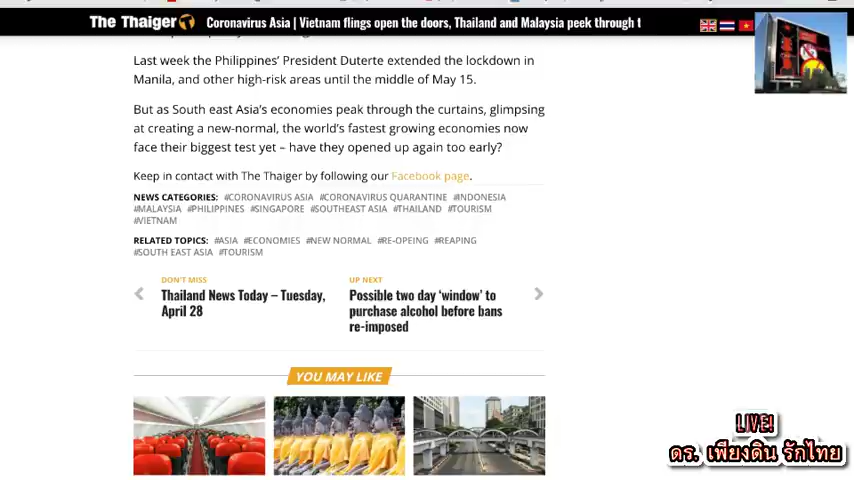 The Thaiger
Coronavirus Asia | Vietnam flings open the doors, Thailand and Malaysia peek through t
Last week the Philippines’ President Duterte extended the lockdown in
Manila, and other high-risk areas until the middle of May 15.
But as South east Asia’s economies peak through the curtains, glimpsing
at creating a new-normal, the world’s fastest growing economies now
face their biggest test yet – have they opened up again too early?
Keep in contact with The Thaiger by following our Facebook page.
NEWS CATEGORIES: #CORONAVIRUS ASIA #CORONAVIRUS QUARANTINE #INDONESIA
#MALAYSIA #PHILIPPINES #SINGAPORE #SOUTHEAST ASIA #THAILAND #TOURISM
#VIETNAM
RELATED TOPICS: #ASIA #ECONOMIES #NEW NORMAL #RE-OPEING #REAPING
#SOUTH EAST ASIA #TOURISM
DON'T MISS
Thailand News Today – Tuesday,
April 28
UP NEXT
Possible two day ‘window’ to
purchase alcohol before bans
re-imposed
YOU MAY LIKE
LIVE!
ดร. เพียงดิน รักไทย